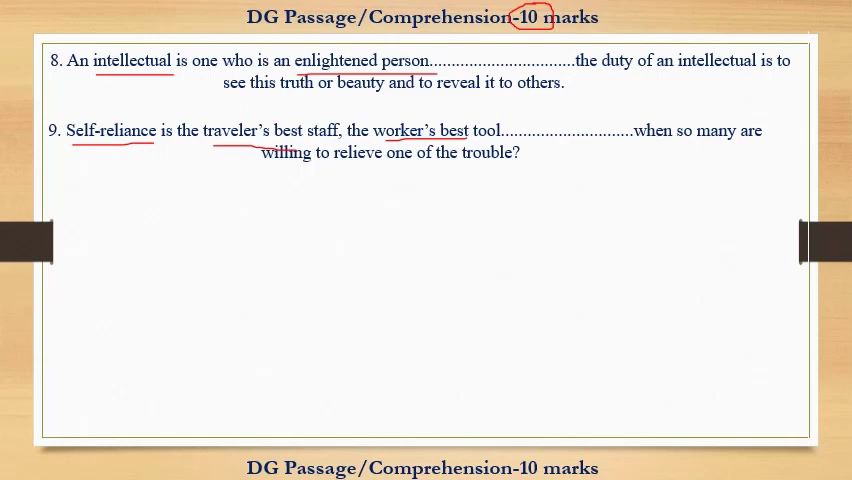 DG Passage/Comprehension-10 marks
8. An intellectual is one who is an enlightened person................................the duty of an intellectual is to
see this truth or beauty and to reveal it to others.
9. Self-reliance is the traveler's best staff, the worker's best tool.............................when so many are
willing to relieve one of the trouble?
DG Passage/Comprehension-10 marks